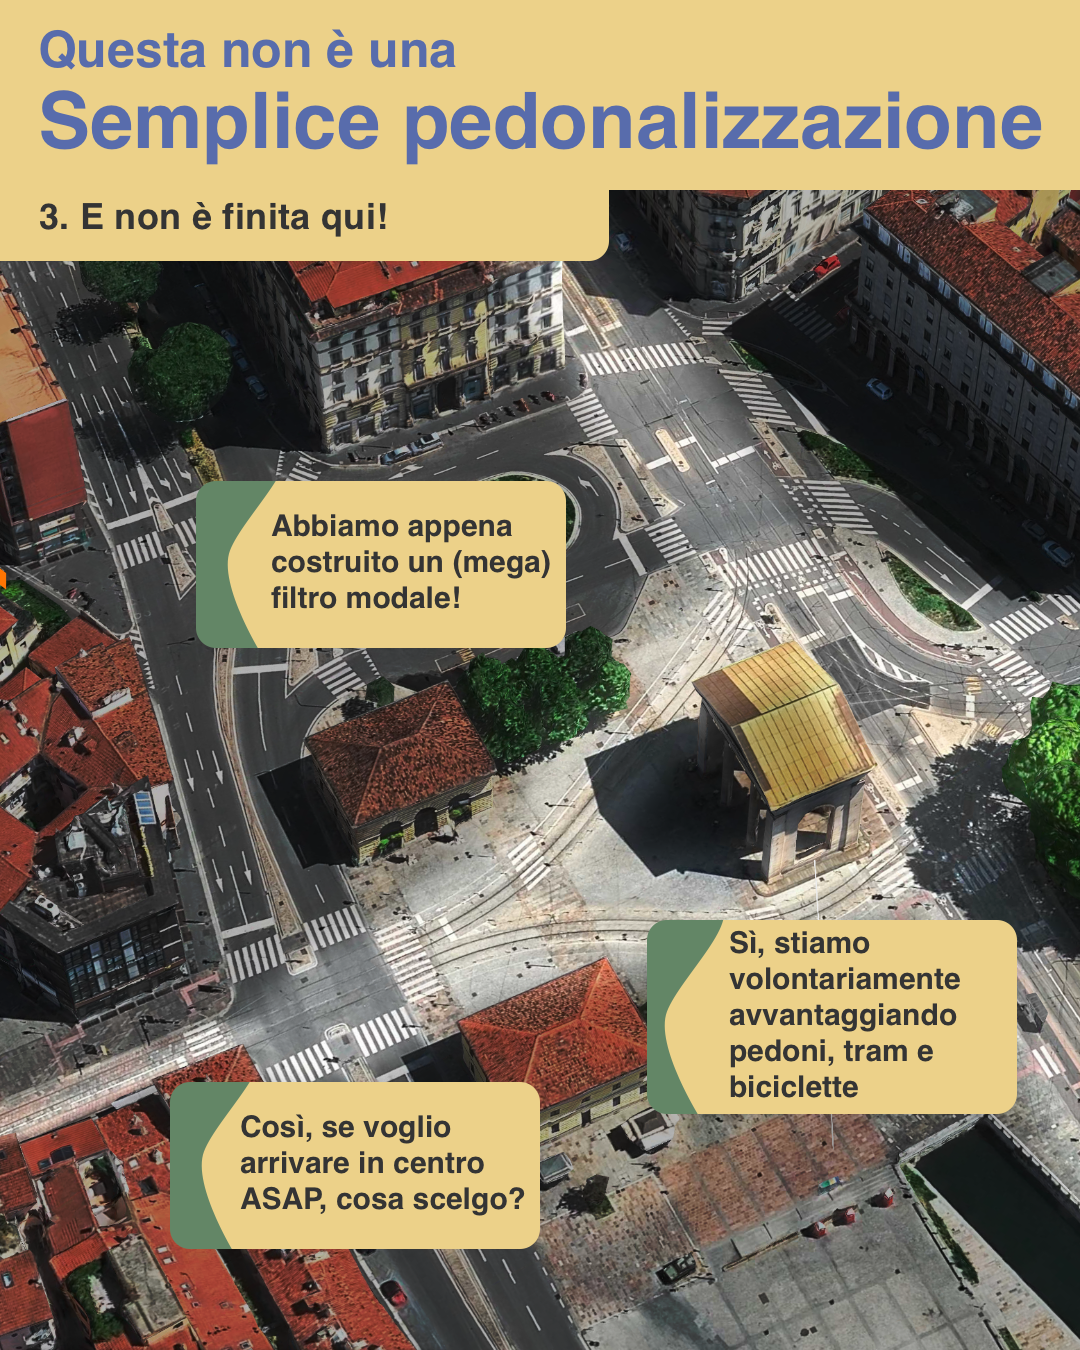 Questa non è una
Semplice pedonalizzazione
3. E non è finita qui!
Abbiamo appena
costruito un (mega)
filtro modale!
Sì, stiamo
volontariamente
avvantaggiando
pedoni, tram e
biciclette
Così, se voglio
arrivare in centro
ASAP, cosa scelgo?